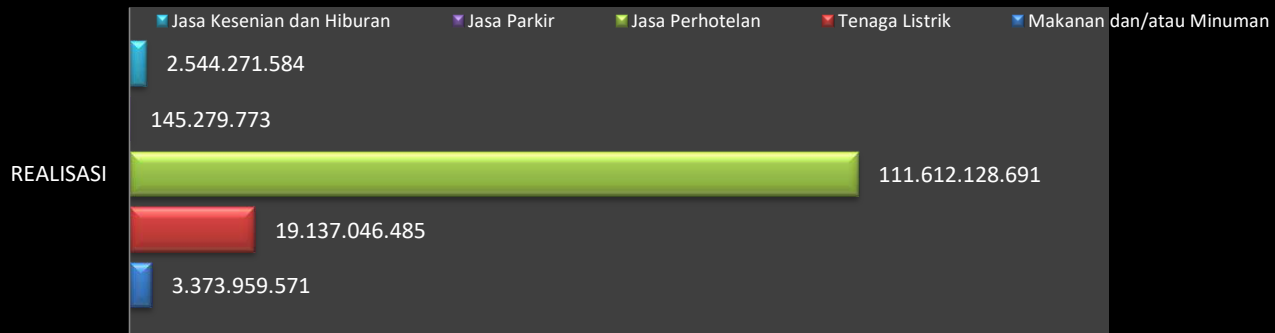 Jasa Kesenian dan Hiburan Jasa Parkir Jasa Perhotelan Tenaga Listrik Makanan dan/atau Minuman
2.544.271.584
145.279.773
REALISASI 111.612.128.691
19.137.046.485
3.373.959.571